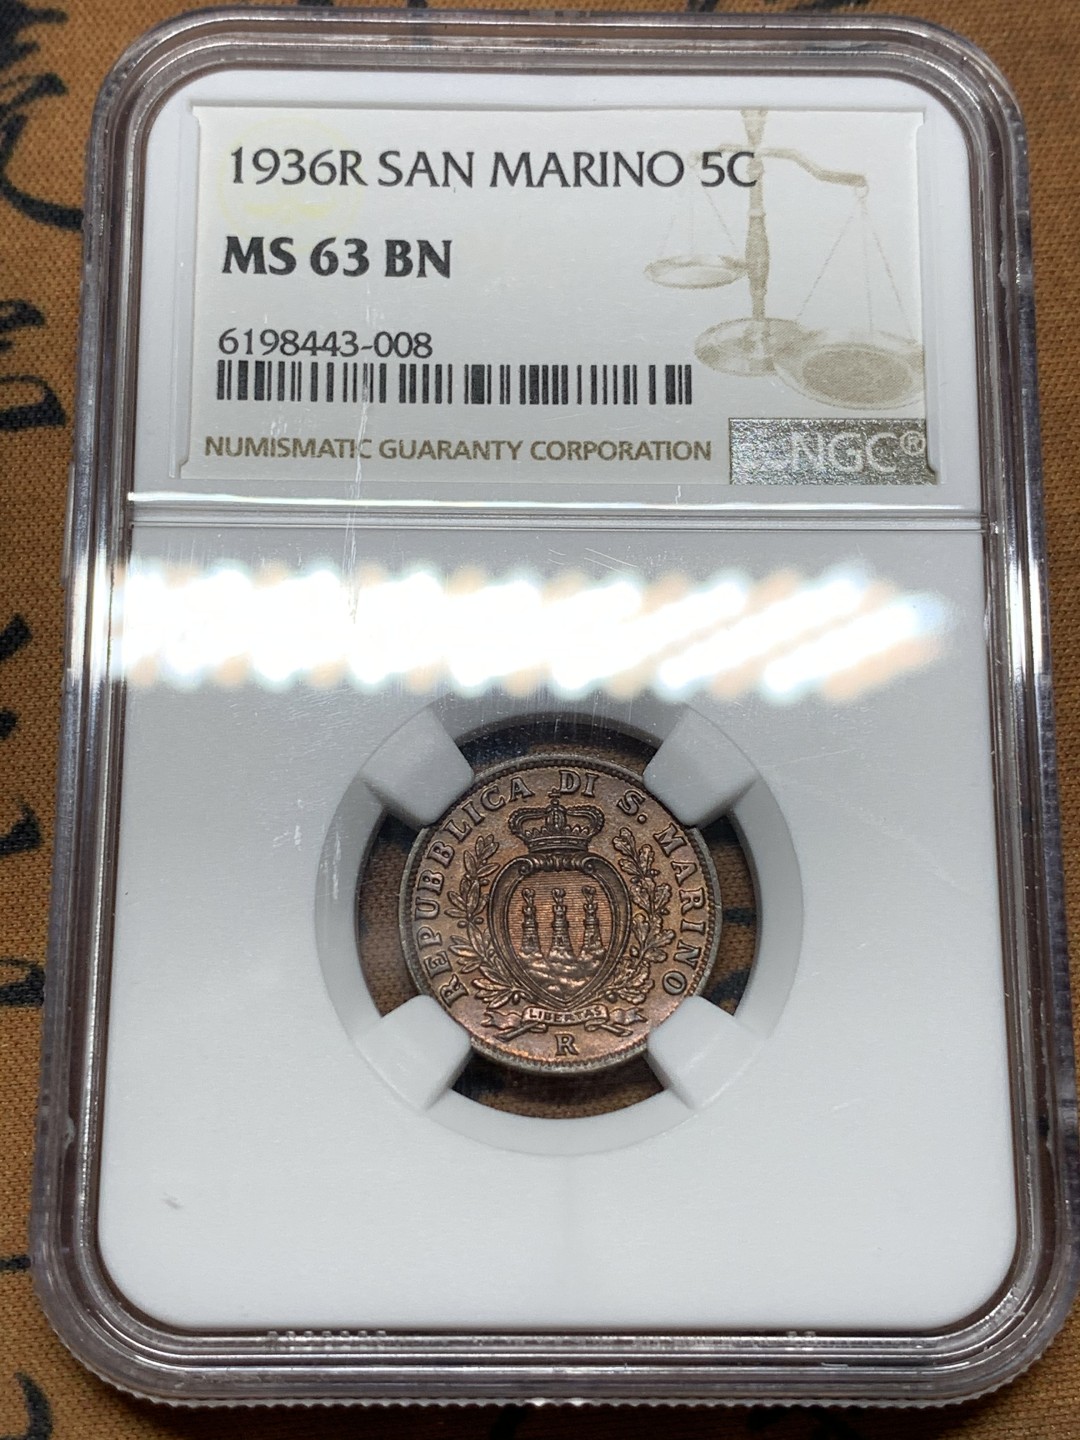 1936R SAN MARINO 5C
MS 63 BN
6198443-008
NUMISMATIC GUARANTY CORPORATION
NGC®
REPUBBLICA DI S. MARINO
LIBERTAS
R